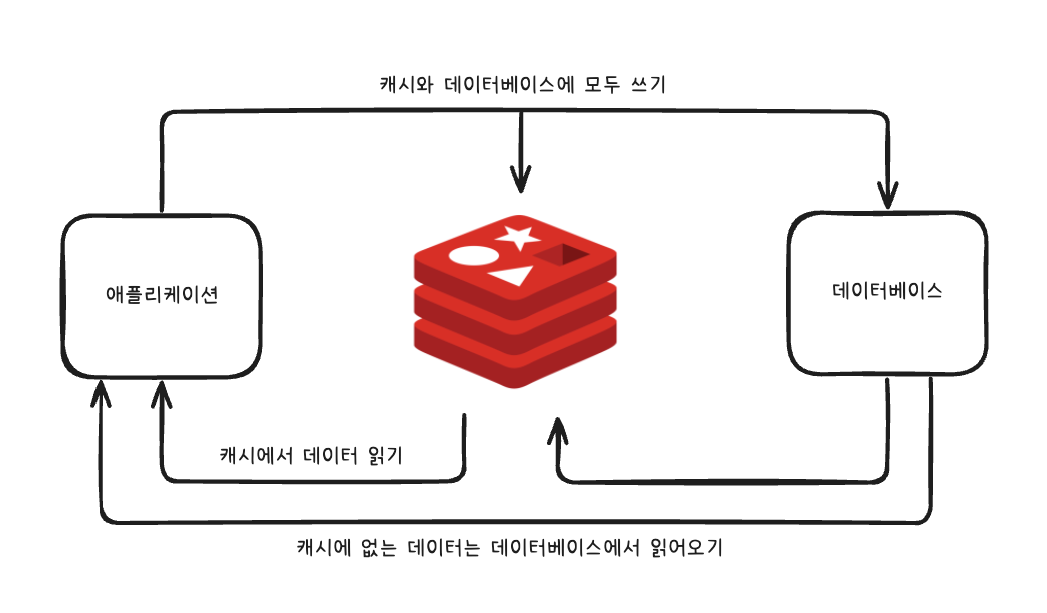 캐시와 데이터베이스에 모두 쓰기
애플리케이션
데이터베이스
캐시에서 데이터 읽기
캐시에 없는 데이터는 데이터베이스에서 읽어오기